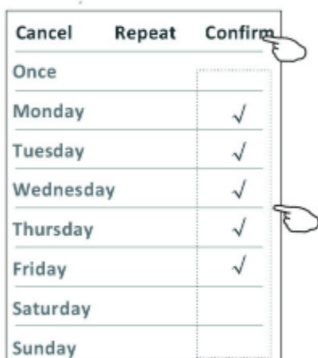 Cancel Repeat Confirm
Once
Monday √
Tuesday √
Wednesday √
Thursday √
Friday √
Saturday
Sunday